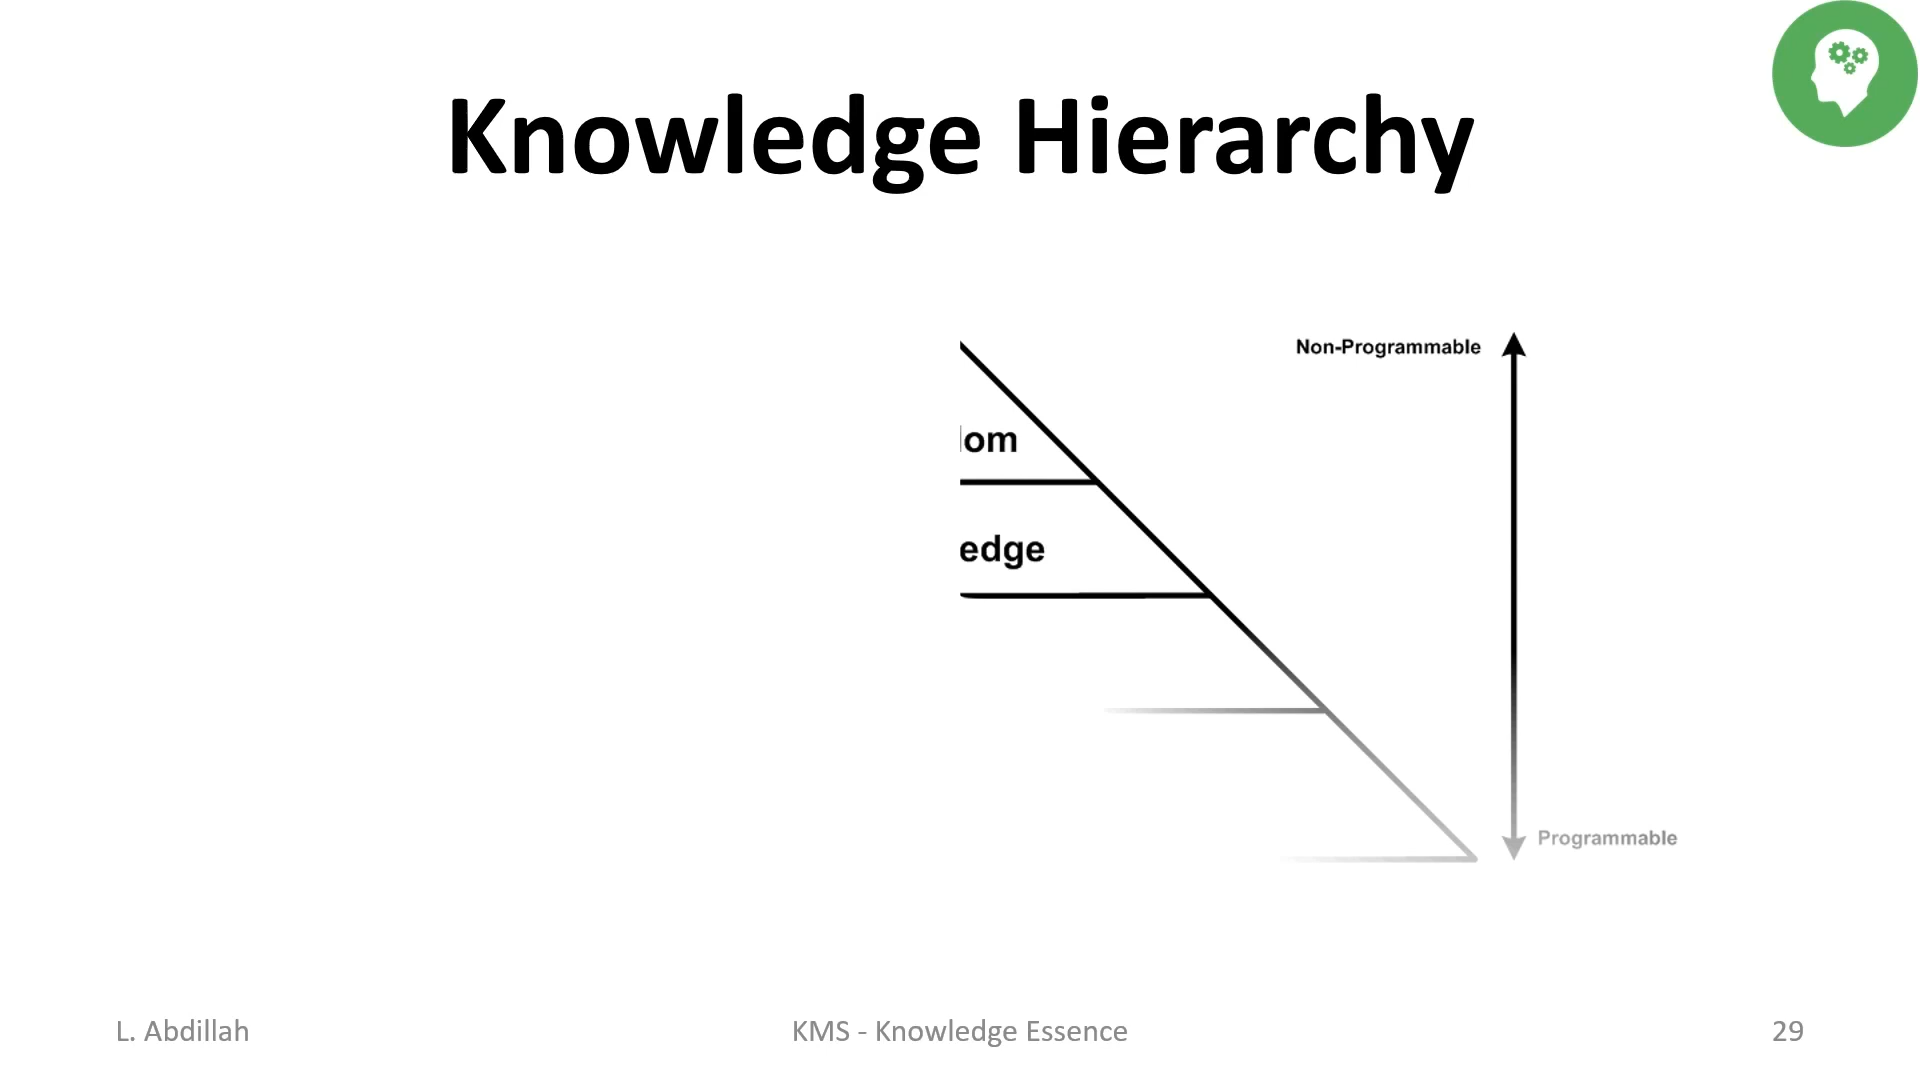 Knowledge Hierarchy
Non-Programmable
om
edge
Programmable
L. Abdillah
KMS - Knowledge Essence
29